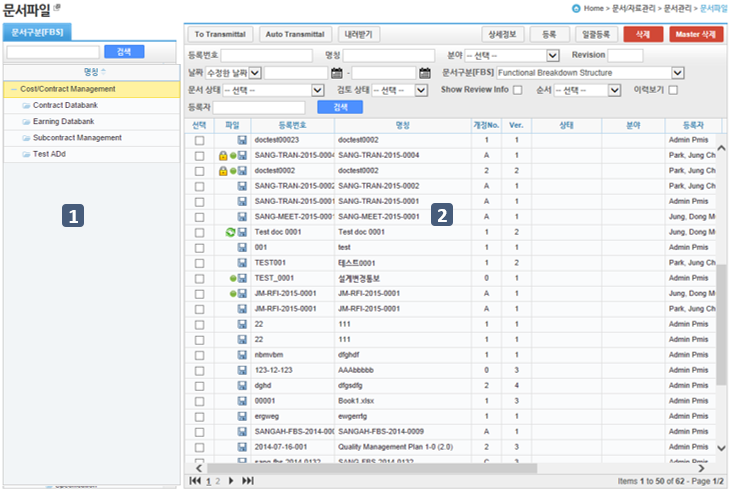 문서파일
Home > 문서/자료관리 > 문서관리 > 문서파일
문서구분[FBS]
검색
명칭
Cost/Contract Management
Contract Databank
Earning Databank
Subcontract Management
Test ADd
1
To Transmittal Auto Transmittal 내려받기 상세정보 등록 일괄등록 삭제 Master 삭제
등록번호 명칭 분야 -- 선택 -- Revision
날짜 수정한 날짜 - 문서구분[FBS] Functional Breakdown Structure
문서 상태 -- 선택 -- 검토 상태 -- 선택 -- Show Review Info 순서 -- 선택 -- 이력보기
등록자 검색
선택 파일 등록번호 명칭 개정No. Ver. 상태 분야 등록자
doctest00023 doctest0002 1 1 Admin Pmis
SANG-TRAN-2015-0004 SANG-TRAN-2015-0004 A 1 Park, Jung Ch
doctest0002 doctest0002 2 2 Park, Jung Ch
SANG-TRAN-2015-0002 SANG-TRAN-2015-0002 A 1 Park, Jung Ch
SANG-TRAN-2015-0001 SANG-TRAN-2015-0001 A 1 Admin Pmis
SANG-MEET-2015-0001 SANG-MEET-2015-0001 A 1 Jung, Dong M
2
Test doc 0001 Test doc 0001 1 2 Jung, Dong Mu
001 test 1 1 Admin Pmis
TEST001 테스트0001 1 2 Park, Jung Ch
TEST_0001 설계변경통보 0 1 Admin Pmis
JM-RFI-2015-0001 JM-RFI-2015-0001 A 1 Jung, Dong Mu
JM-RFI-2015-0001 JM-RFI-2015-0001 A 1 Park, Jung Ch
22 111 1 1 Admin Pmis
22 111 1 1 Admin Pmis
nbmvbm dfghdf 1 1 Admin Pmis
123-12-123 AAAbbbbb 0 3 Admin Pmis
dghd dfgsdfg 2 4 Admin Pmis
00001 Book1.xlsx 1 3 Admin Pmis
ergweg ewgerrtg 1 1 Admin Pmis
SANGAH-FBS-2014-000 SANGAH-FBS-2014-0009 A 1 Admin Pmis
2014-07-16-001 Quality Management Plan 1-0 (2.0) 2 3 Admin Pmis
1 2 Items 1 to 50 of 62 - Page 1/2